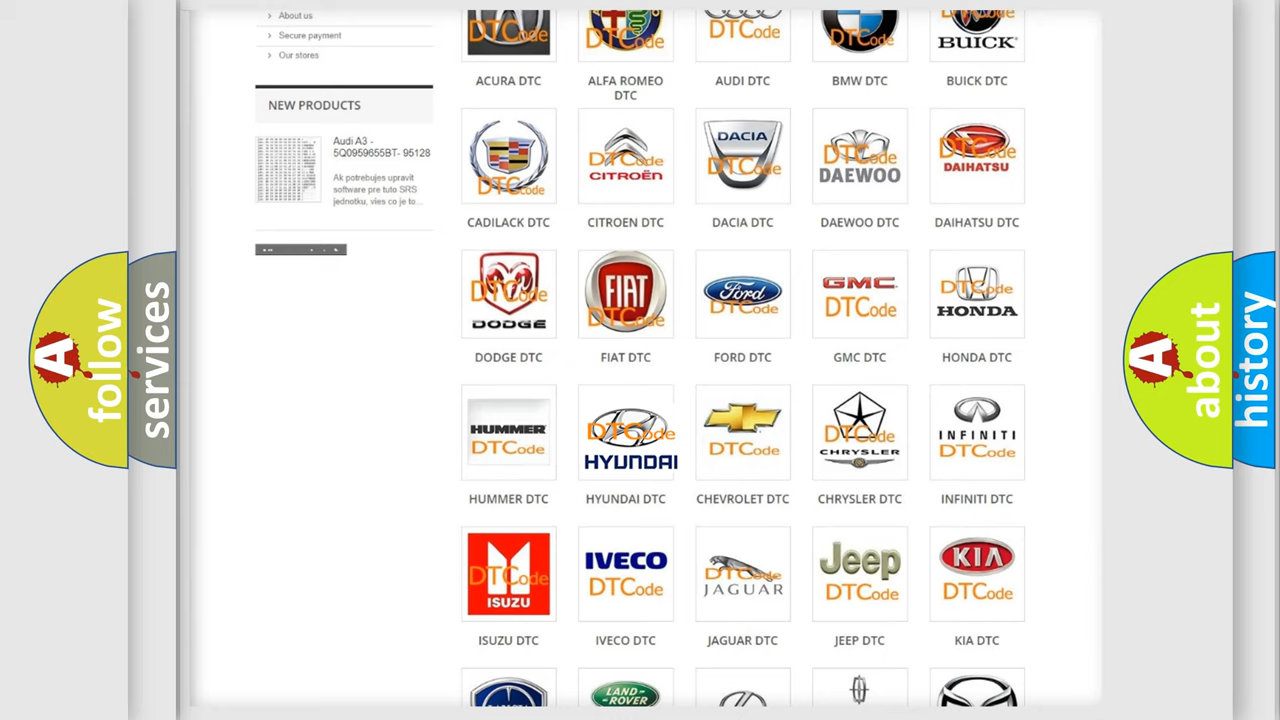 About us
Secure payment
Our stores
NEW PRODUCTS
Audi A3 -
5Q0959655BT- 95128
Ak potrebujes upravit
software pre tuto SRS
jednotku, vies co je to...
DTCode
DTCode
DTCode
DTCode
BUICK
ACURA DTC
ALFA ROMEO
DTC
AUDI DTC
BMW DTC
BUICK DTC
DTCode
DTCode
CITROËN
DACIA
DTCode
DTCode
DAEWOO
DTCode
DAIHATSU
CADILACK DTC
CITROEN DTC
DACIA DTC
DAEWOO DTC
DAIHATSU DTC
DTCode
DODGE
FIAT
DTCode
Ford
DTCode
GMC
DTCode
DTCode
HONDA
DODGE DTC
FIAT DTC
FORD DTC
GMC DTC
HONDA DTC
HUMMER
DTCode
DTCode
HYUNDAI
DTCode
DTCode
CHRYSLER
INFINITI
DTCode
HUMMER DTC
HYUNDAI DTC
CHEVROLET DTC
CHRYSLER DTC
INFINITI DTC
DTCode
ISUZU
IVECO
DTCode
DTCode
JAGUAR
Jeep
DTCode
KIA
DTCode
ISUZU DTC
IVECO DTC
JAGUAR DTC
JEEP DTC
KIA DTC
LAND-
ROVER
A
follow
services
A
about
history